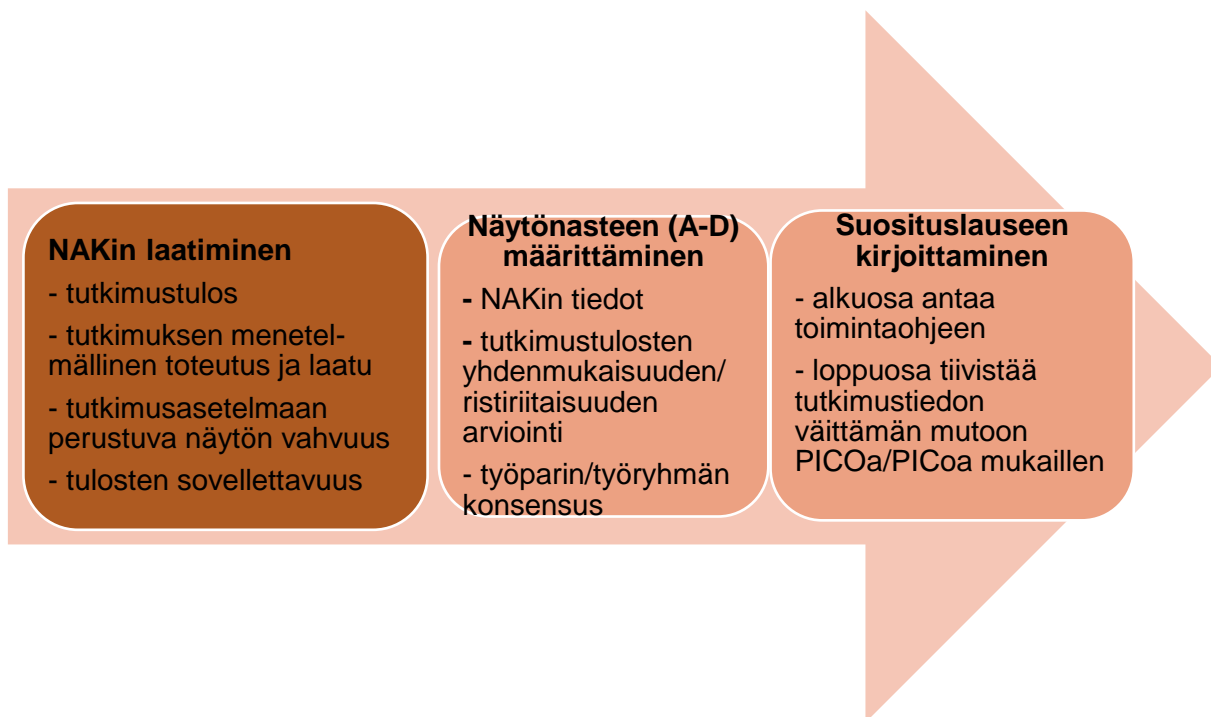 NAKin laatiminen
- tutkimustulos
- tutkimuksen menetel-
mällinen toteutus ja laatu
- tutkimusasetelmaan
perustuva näytön vahvuus
- tulosten sovellettavuus
Näytönasteen (A-D)
määrittäminen
- NAKin tiedot
- tutkimustulosten
yhdenmukaisuuden/
ristiriitaisuuden
arviointi
- työparin/työryhmän
konsensus
Suosituslauseen
kirjoittaminen
- alkuosa antaa
toimintaohjeen
- loppuosa tiivistää
tutkimustiedon
väittämän mutoon
PICOa/PICoa mukaillen